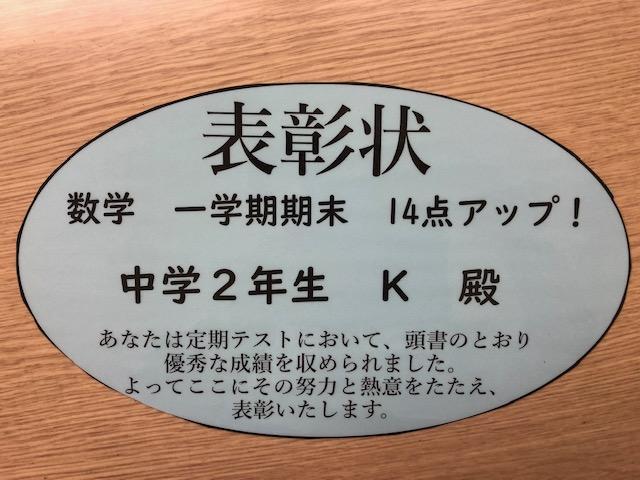 表彰状
数学　一学期期末　14点アップ！
中学２年生　K　殿
あなたは定期テストにおいて、頭書のとおり
優秀な成績を収められました。
よってここにその努力と熱意をたたえ、
表彰いたします。